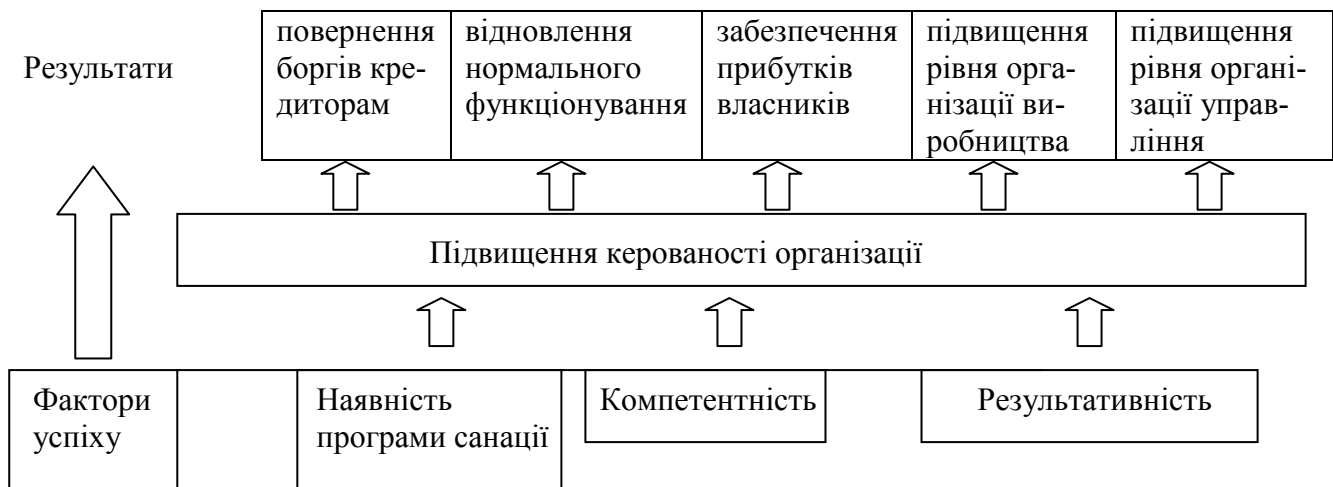 Результати
повернення
боргів кре-
диторам
відновлення
нормального
функціонування
забезпечення
прибутків
власників
підвищення
рівня орга-
нізації ви-
робництва
підвищення
рівня органі-
зації управ-
ління
Підвищення керованості організації
Фактори
успіху
Наявність
програми санації
Компетентність
Результативність